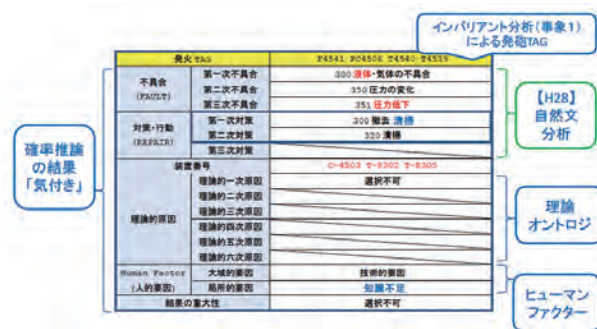 インバリアント分析(事象1)
による発砲TAG
発火TAG
F4541 PC4508 T4540 T4539
不具合
(FAULT)
第一次不具合
300 液体・気体の不具合
第二次不具合
350 圧力の変化
第三次不具合
351 圧力低下
対策・行動
(REPAIR)
第一次対策
300 撤去 清掃
第二次対策
320 清掃
第三次対策
装置番号
C-4503 T-8302 T-8305
理論的原因
理論的一次原因
選択不可
理論的二次原因
理論的三次原因
理論的四次原因
理論的五次原因
理論的六次原因
Human Factor
(人的要因)
大域的要因
技術的要因
局所的要因
知識不足
結果の重大性
選択不可
確率推論
の結果
「気付き」
【H28】
自然文
分析
理論
オントロジ
ヒューマン
ファクター